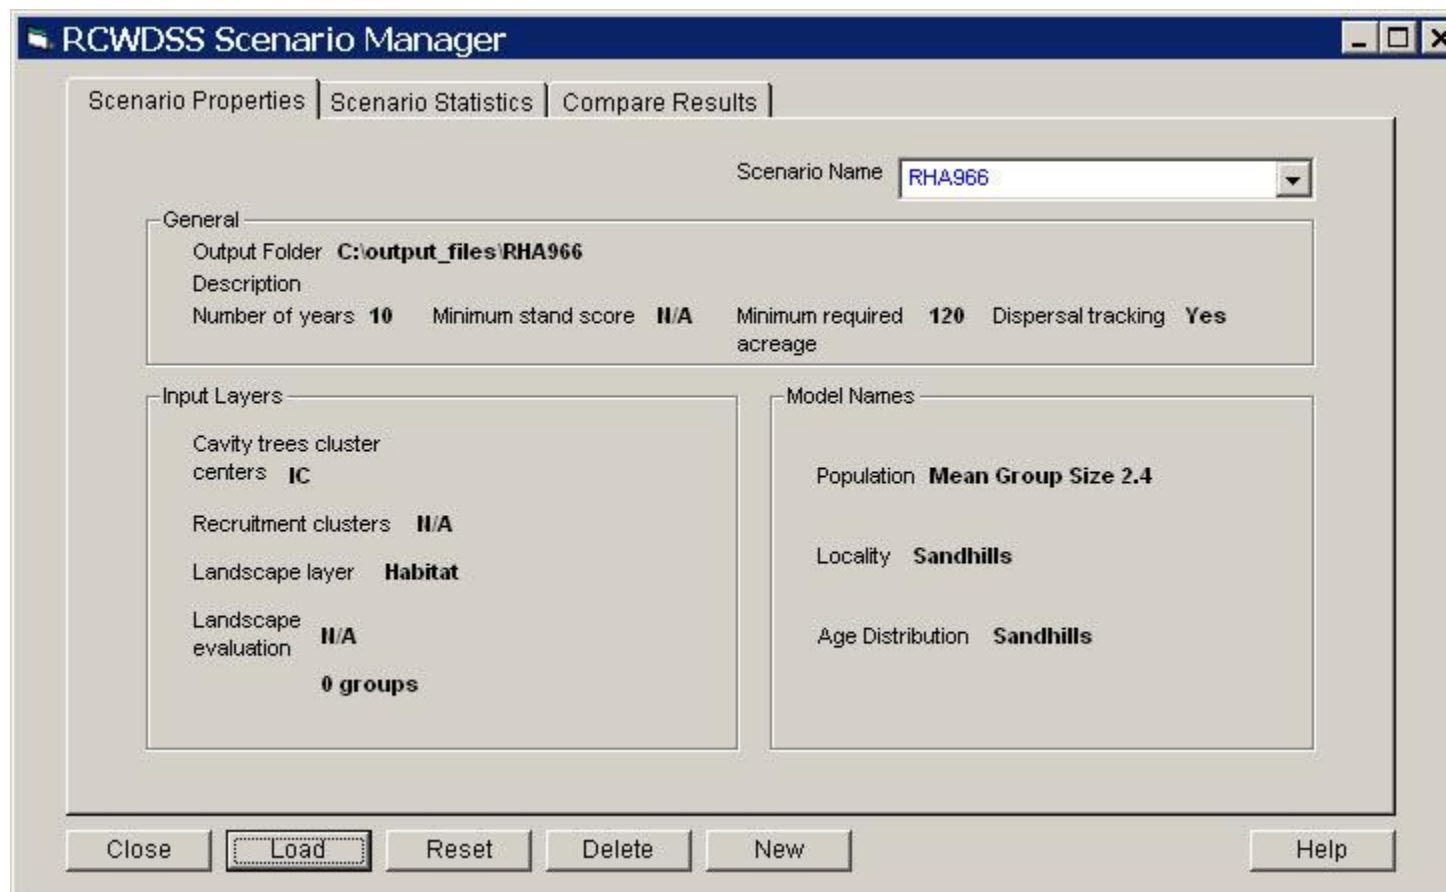 RCWDSS Scenario Manager
Scenario Properties Scenario Statistics Compare Results
Scenario Name RHA966
General
Output Folder C:\output_files\RHA966
Description
Number of years 10 Minimum stand score N/A Minimum required acreage 120 Dispersal tracking Yes
Input Layers
Cavity trees cluster
centers IC
Recruitment clusters N/A
Landscape layer Habitat
Landscape
evaluation N/A
0 groups
Model Names
Population Mean Group Size 2.4
Locality Sandhills
Age Distribution Sandhills
Close Load Reset Delete New Help